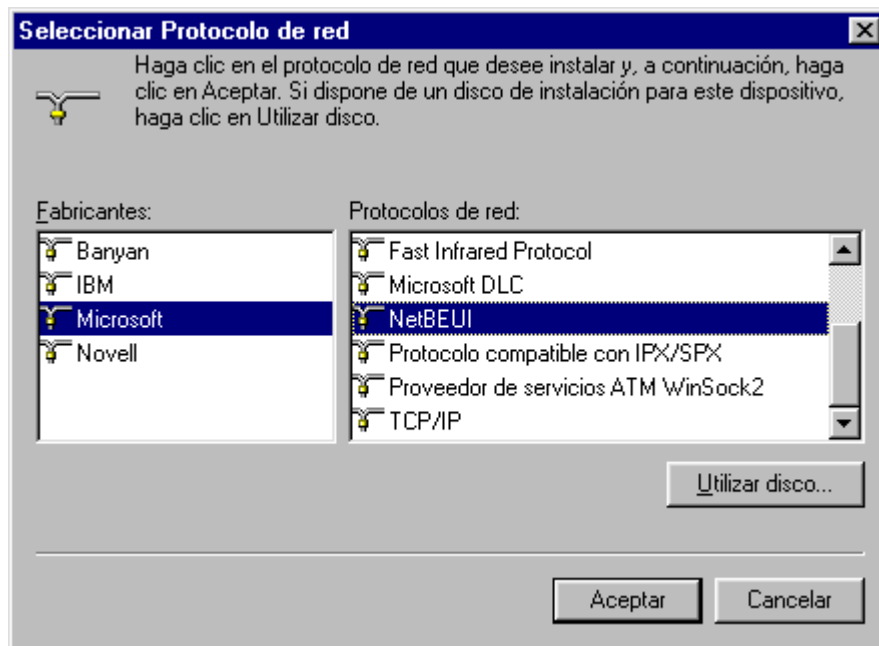 Seleccionar Protocolo de red
Haga clic en el protocolo de red que desee instalar y, a continuación, haga
clic en Aceptar. Si dispone de un disco de instalación para este dispositivo,
haga clic en Utilizar disco.
Fabricantes:
Banyan
IBM
Microsoft
Novell
Protocolos de red:
Fast Infrared Protocol
Microsoft DLC
NetBEUI
Protocolo compatible con IPX/SPX
Proveedor de servicios ATM WinSock2
TCP/IP
Utilizar disco...
Aceptar
Cancelar